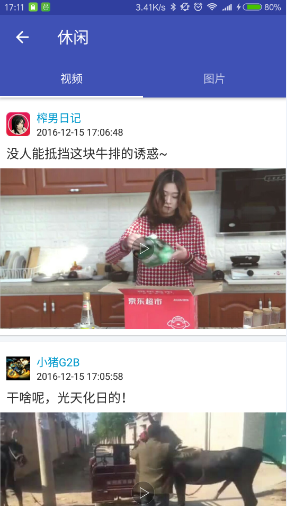 17:11
3.41K/s
80%
休闲
视频
图片
榨男日记
2016-12-15 17:06:48
没人能抵挡这块牛排的诱惑~
京东超市
小猪G2B
2016-12-15 17:05:58
干啥呢，光天化日的！